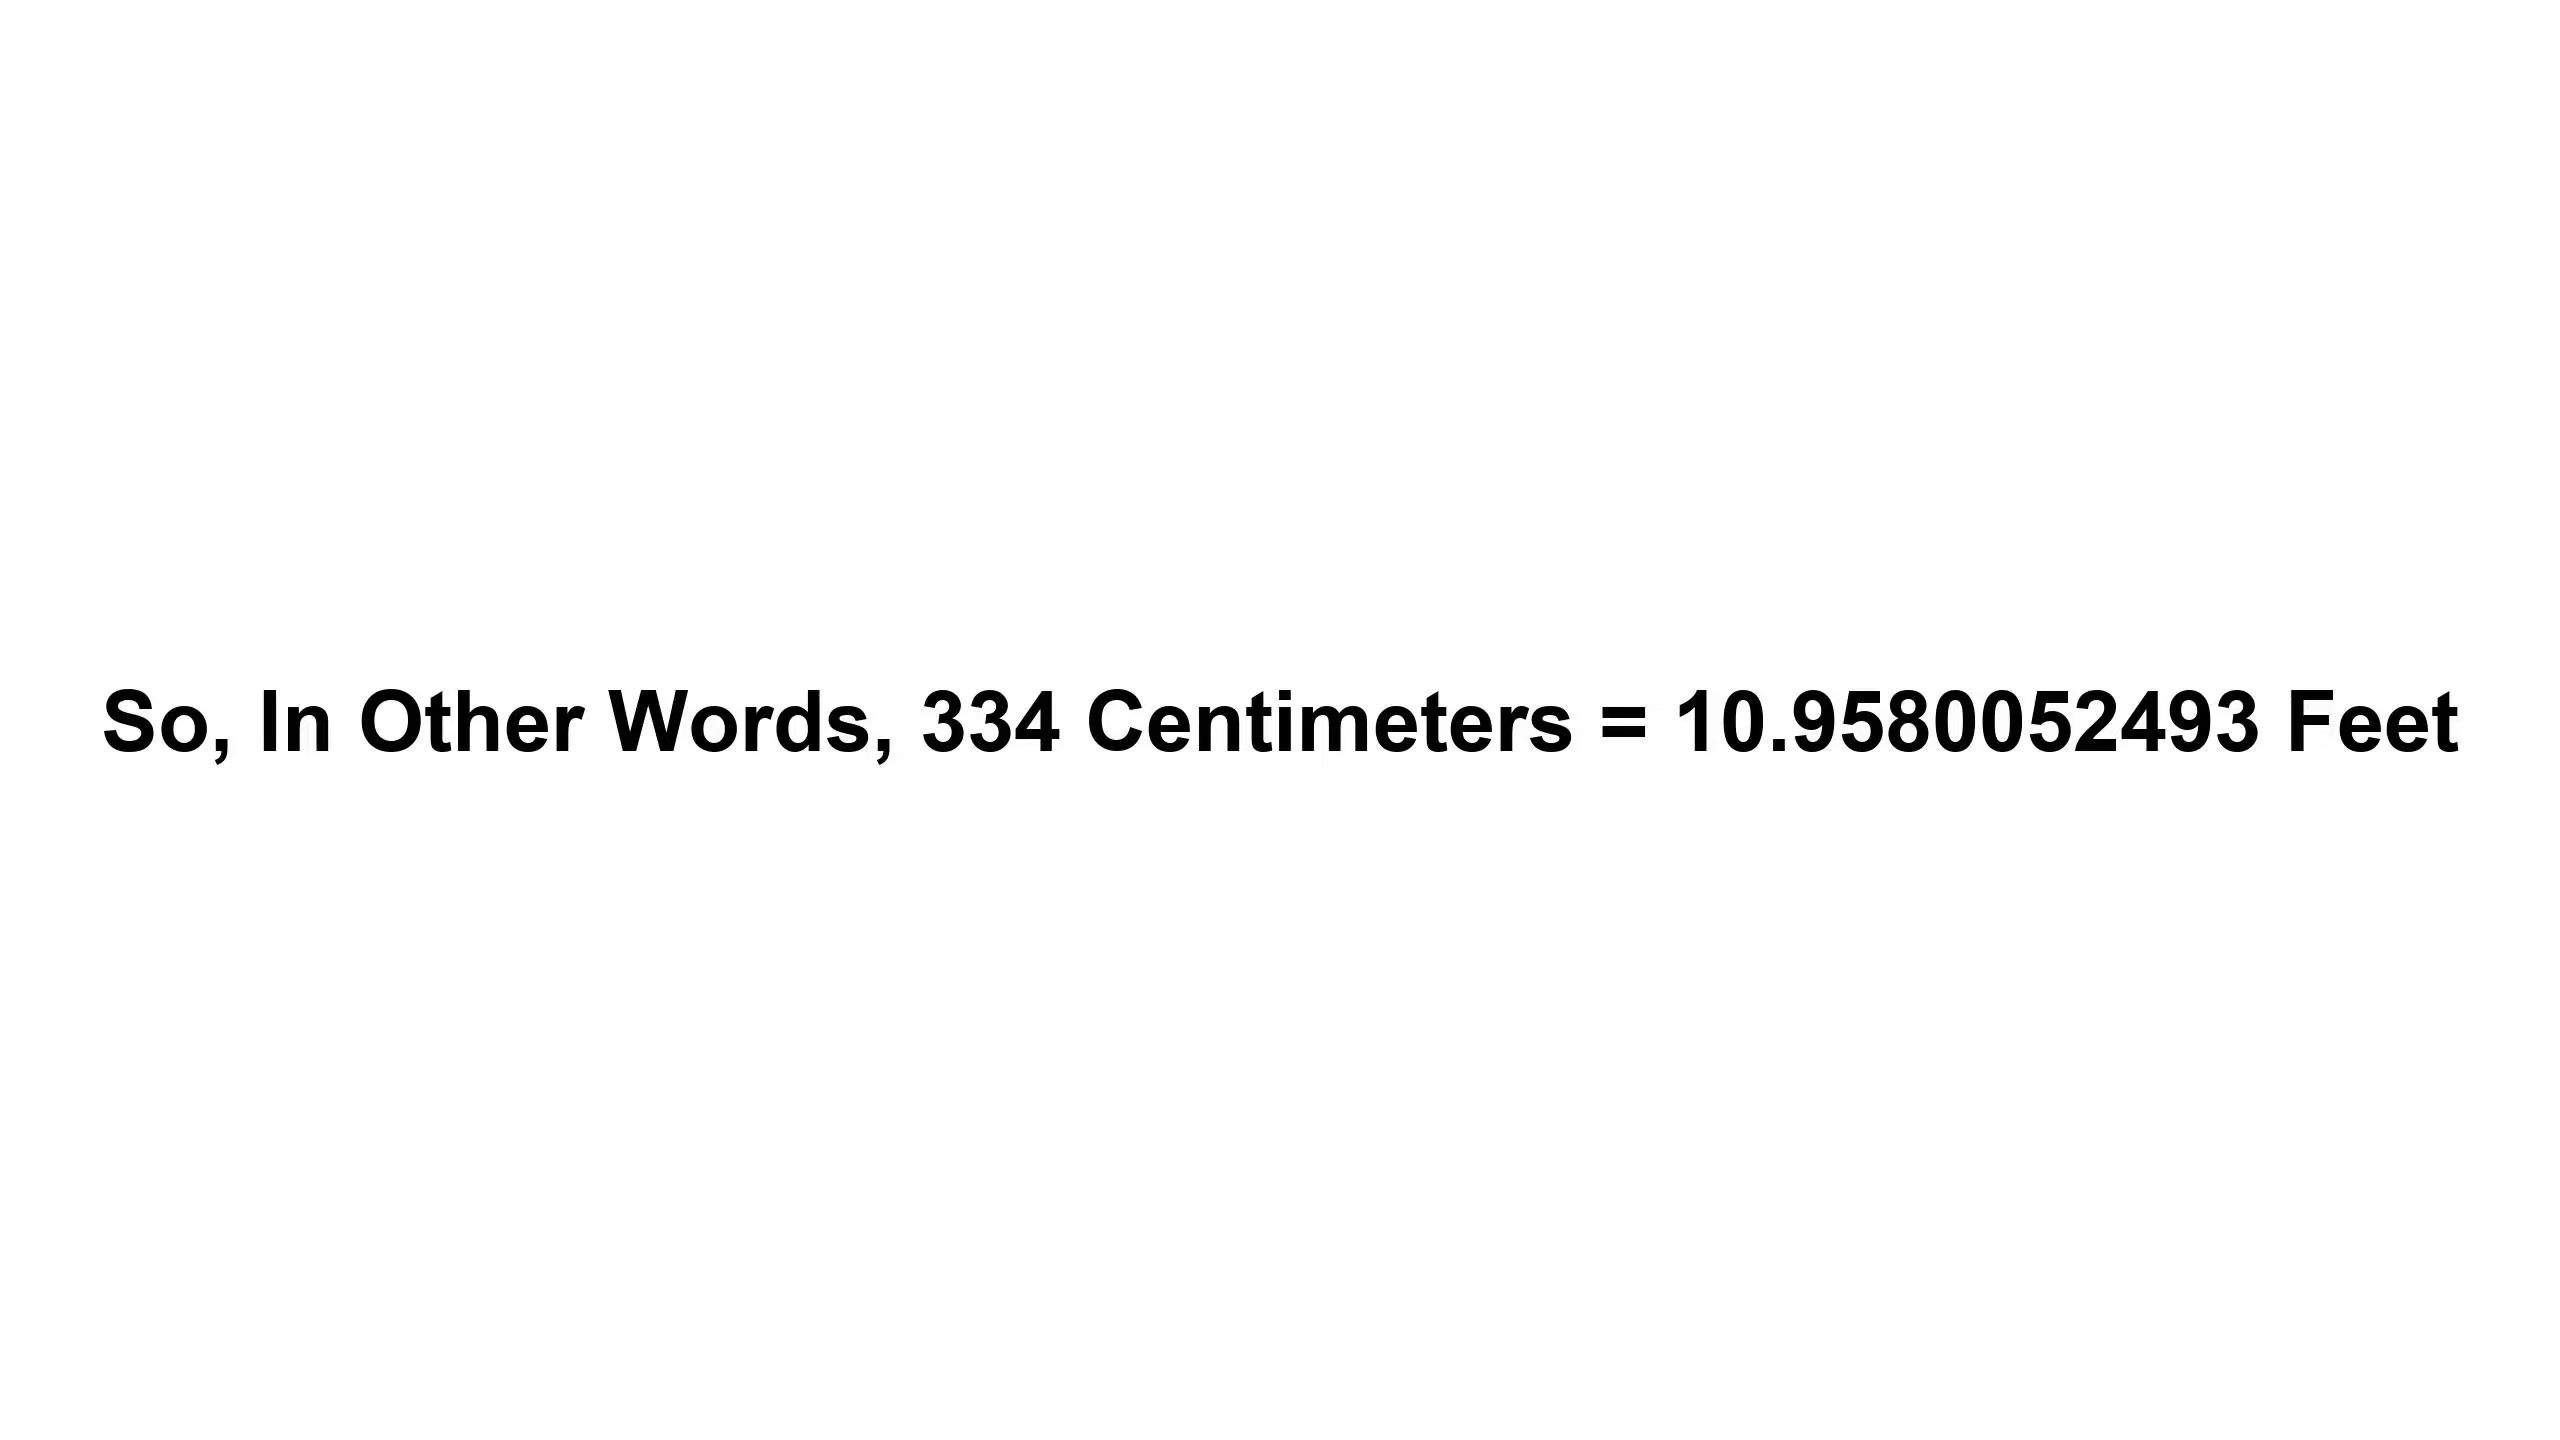 So, In Other Words, 334 Centimeters = 10.9580052493 Feet